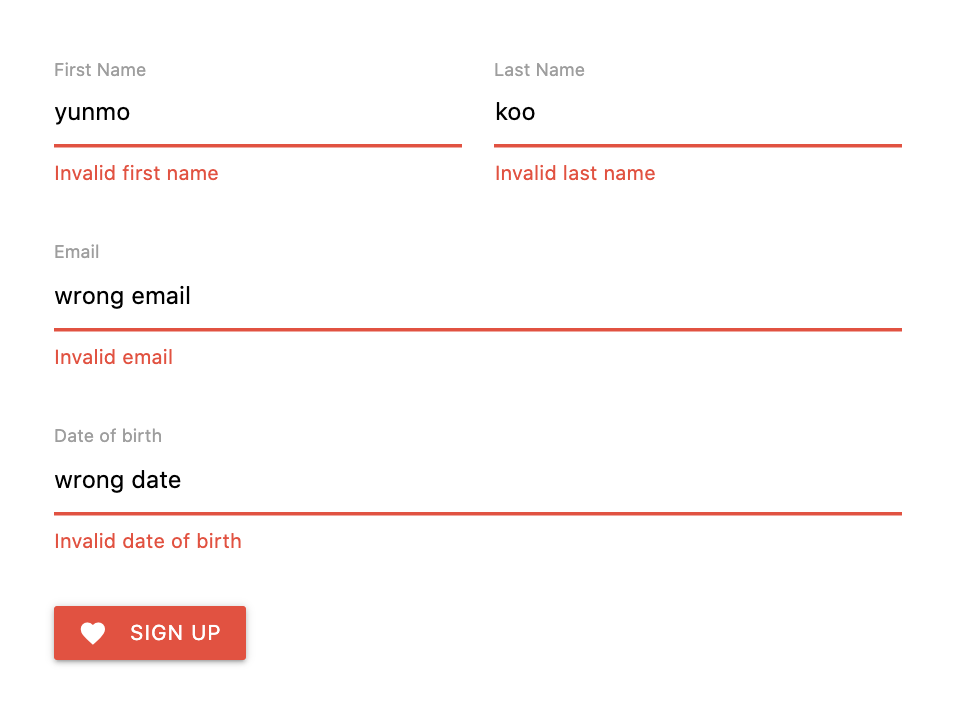 First Name
Last Name
yunmo
koo
Invalid first name
Invalid last name
Email
wrong email
Invalid email
Date of birth
wrong date
Invalid date of birth
SIGN UP